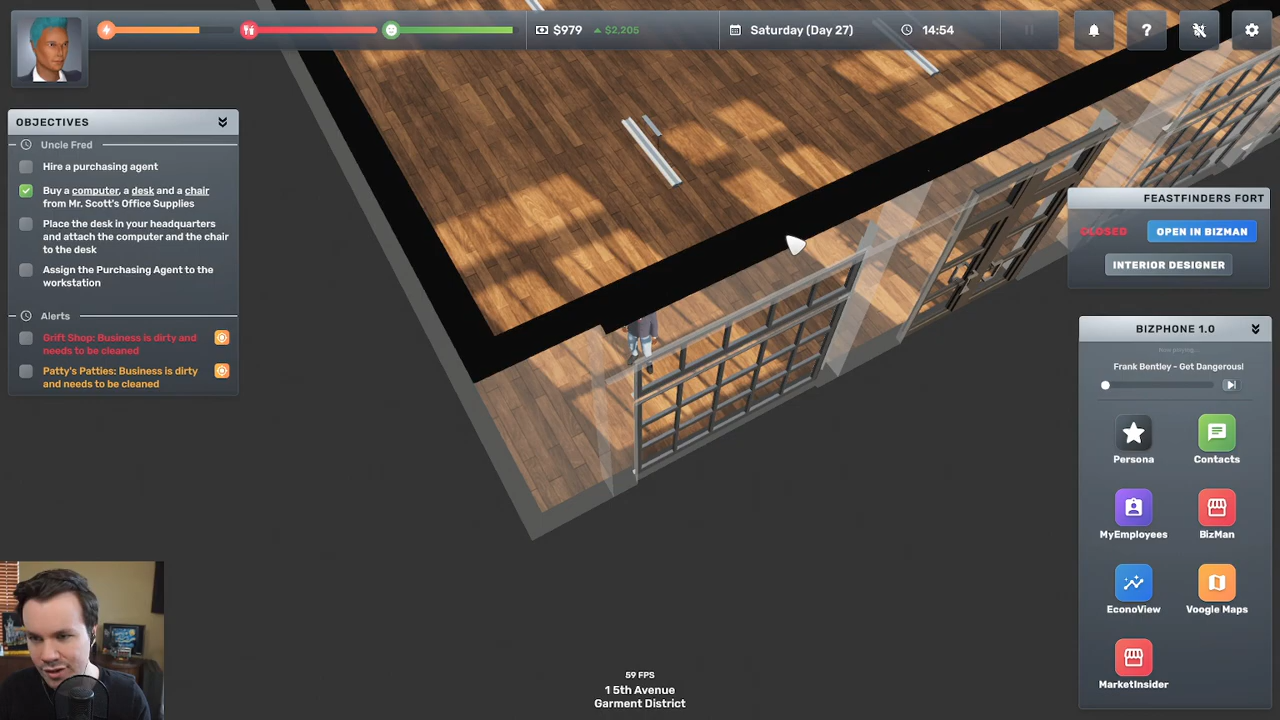 $979
$2,205
Saturday (Day 27)
14:54
?
OBJECTIVES
Uncle Fred
Hire a purchasing agent
Buy a computer, a desk and a chair
from Mr. Scott's Office Supplies
Place the desk in your headquarters
and attach the computer and the chair
to the desk
Assign the Purchasing Agent to the
workstation
Alerts
Grift Shop: Business is dirty and
needs to be cleaned
Patty's Patties: Business is dirty
and needs to be cleaned
FEASTFINDERS FORT
CLOSED
OPEN IN BIZMAN
INTERIOR DESIGNER
BIZPHONE 1.0
Now playing...
Frank Bentley - Get Dangerous!
Persona
Contacts
MyEmployees
BizMan
EconoView
Voogle Maps
MarketInsider
59 FPS
1 5th Avenue
Garment District